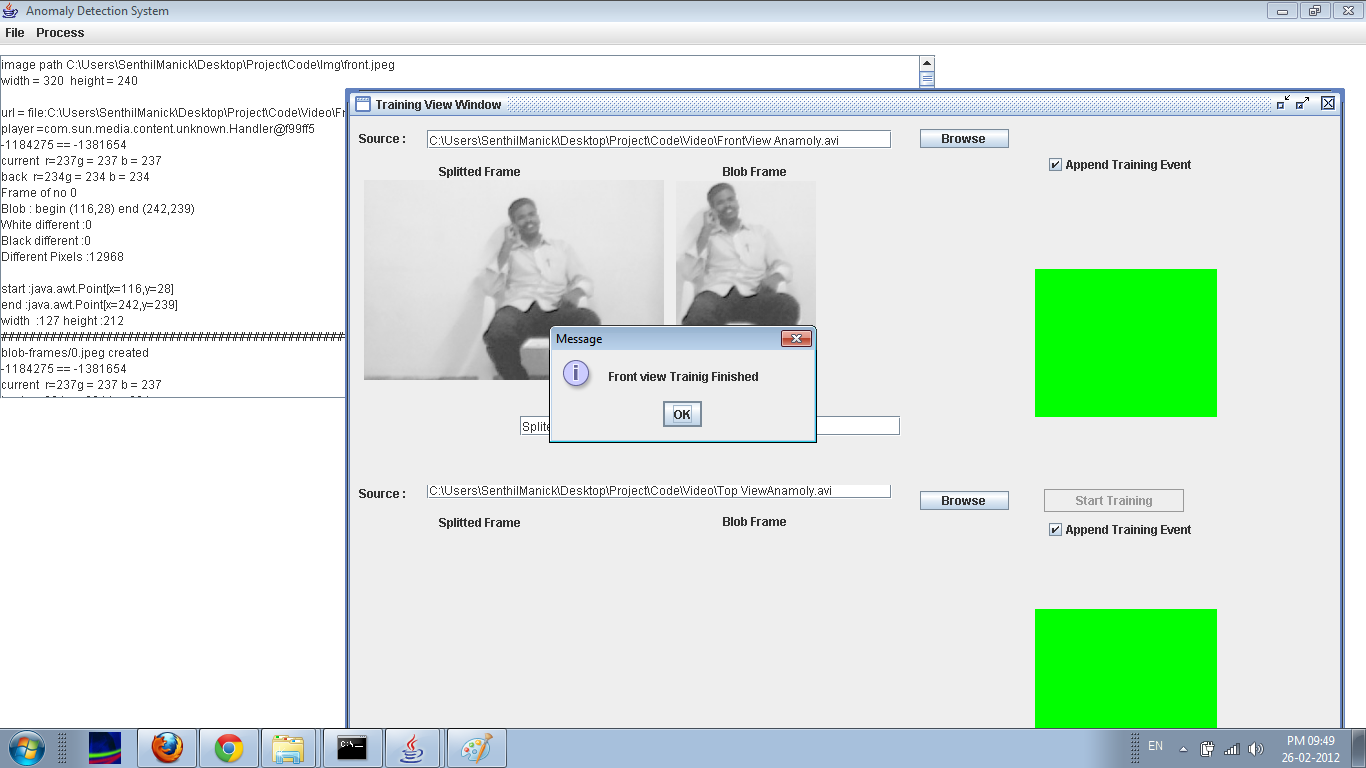 Anomaly Detection System
File Process
image path C:\Users\SenthilManick\Desktop\Project\Code\Img\front.jpeg
width = 320 height = 240
url = file:C:\Users\SenthilManick\Desktop\Project\Code\Video\Fr
player =com.sun.media.content.unknown.Handler@f99ff5
-1184275 == -1381654
current r=237g = 237 b = 237
back r=234g = 234 b = 234
Frame of no 0
Blob : begin (116,28) end (242,239)
White different :0
Black different :0
Different Pixels :12968
start :java.awt.Point[x=116,y=28]
end :java.awt.Point[x=242,y=239]
width :127 height :212
blob-frames/0.jpeg created
-1184275 == -1381654
current r=237g = 237 b = 237
Training View Window
Source : C:\Users\SenthilManick\Desktop\Project\Code\Video\FrontView Anamoly.avi Browse
Append Training Event
Splitted Frame Blob Frame
Message
Front view Trainig Finished
OK
Splite
Source : C:\Users\SenthilManick\Desktop\Project\Code\Video\Top ViewAnamoly.avi Browse Start Training
Splitted Frame Blob Frame
Append Training Event
C:\.
EN
PM 09:49
26-02-2012